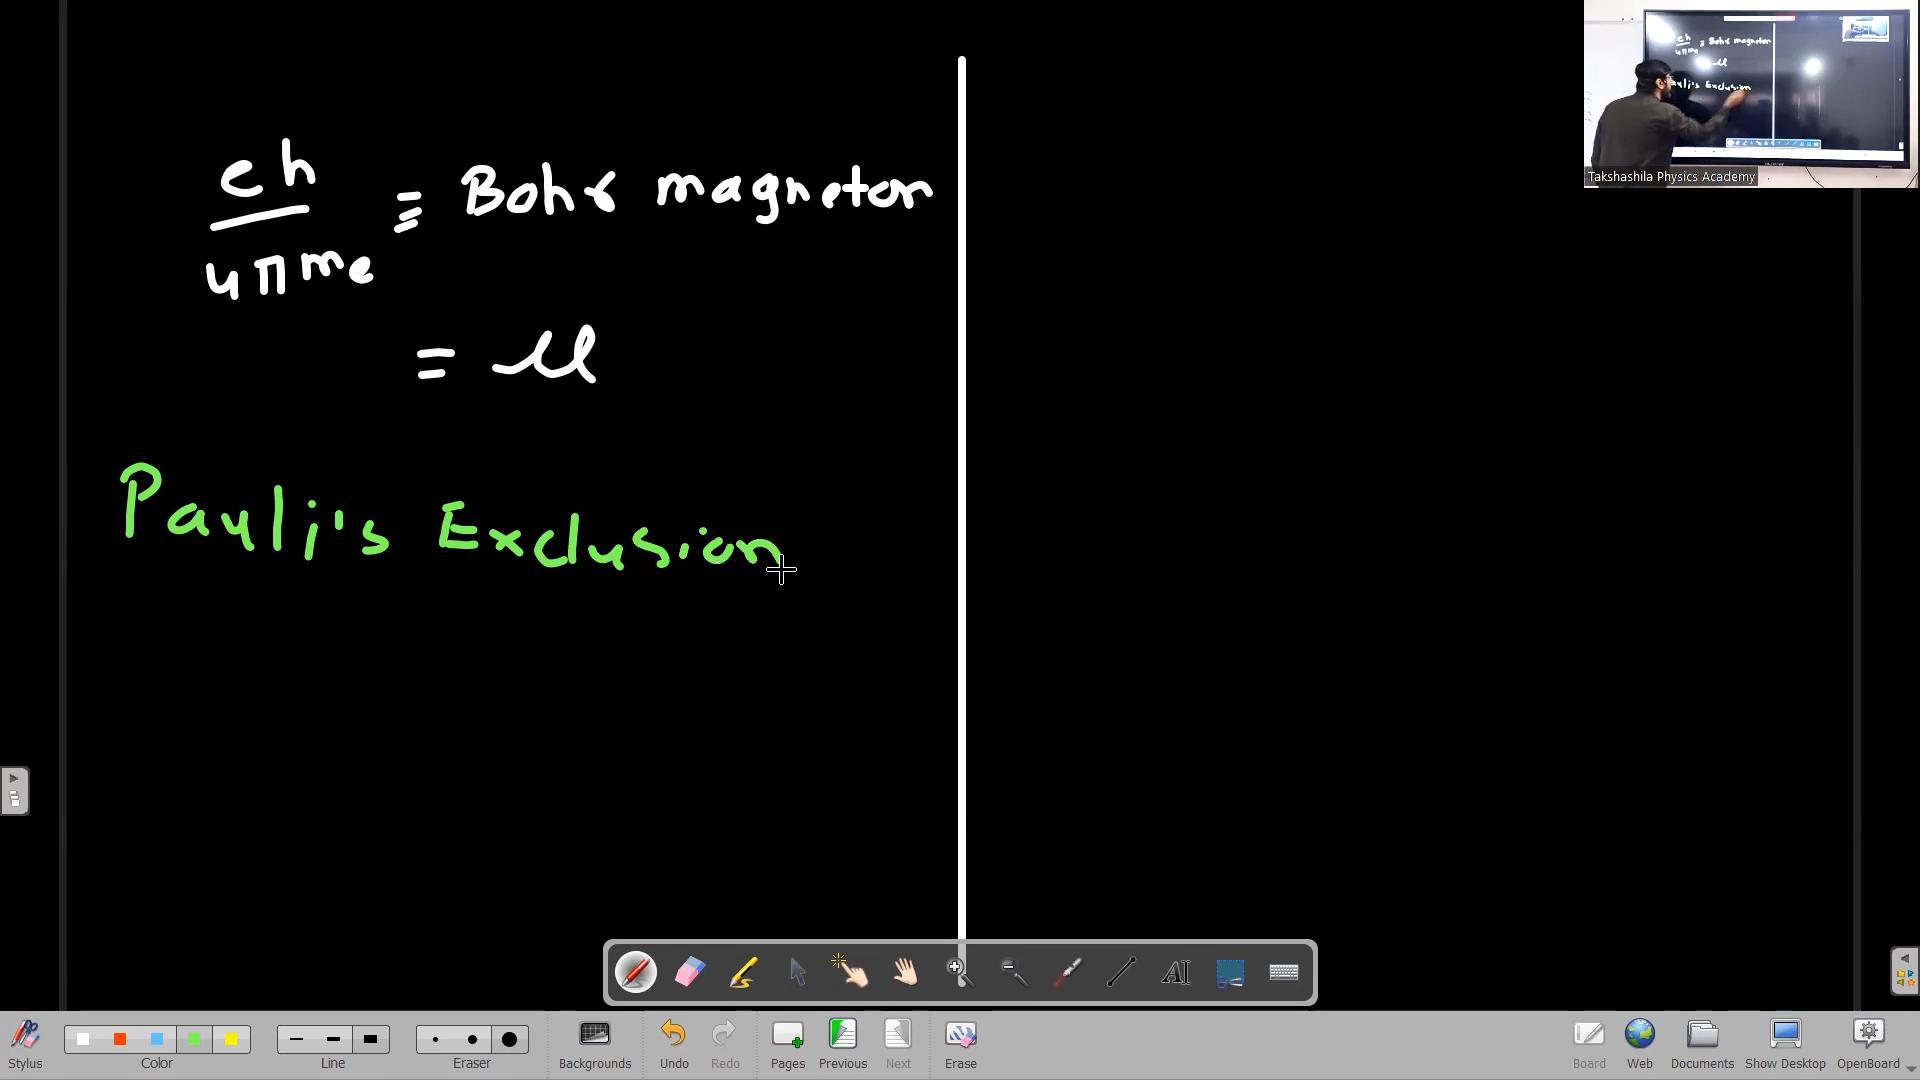 eh
4πme
≡ Bohr magneton
= μ
Pauli's Exclusion
Takshashila Physics Academy
Stylus
Color
Line
Eraser
Backgrounds
Undo
Redo
Pages
Previous
Next
Erase
Board
Web
Documents
Show Desktop
OpenBoard